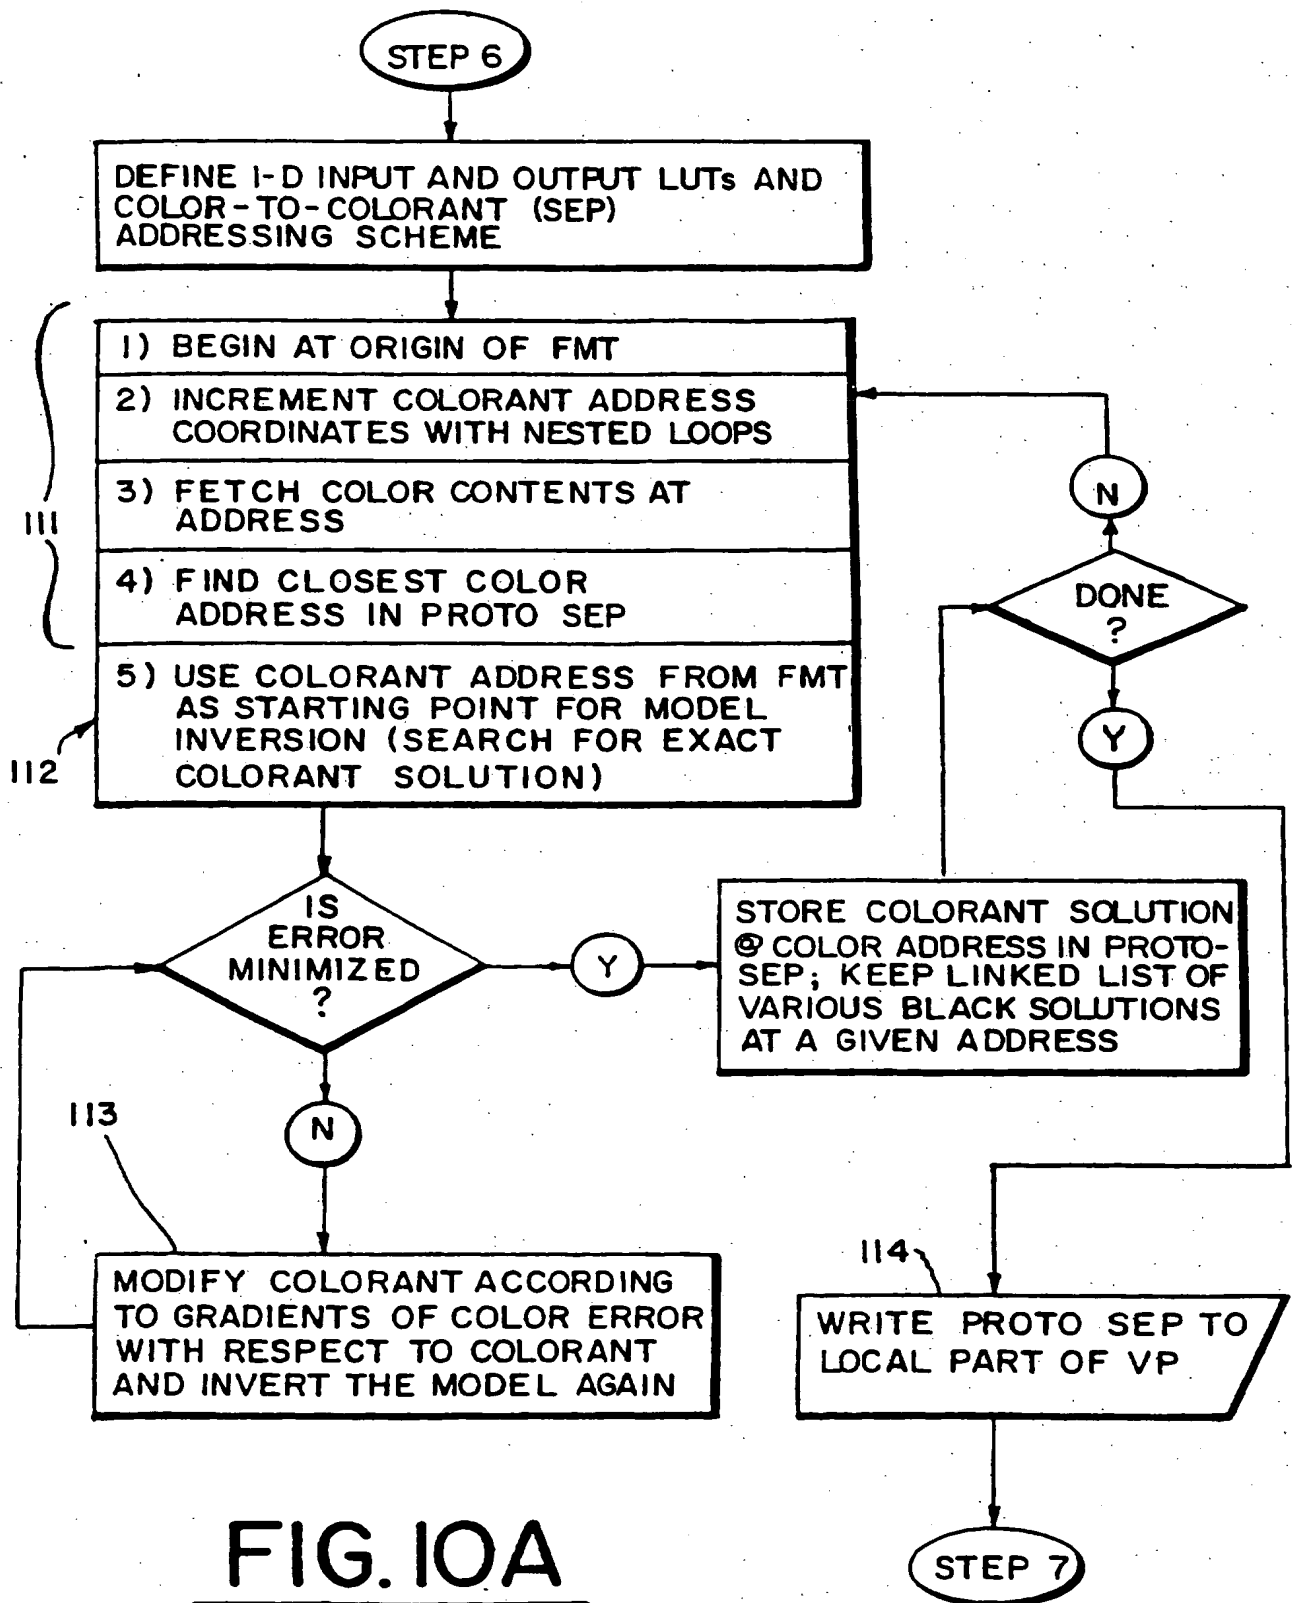 STEP 6
DEFINE 1-D INPUT AND OUTPUT LUTs AND
COLOR-TO-COLORANT (SEP)
ADDRESSING SCHEME
111
1) BEGIN AT ORIGIN OF FMT
2) INCREMENT COLORANT ADDRESS
COORDINATES WITH NESTED LOOPS
3) FETCH COLOR CONTENTS AT
ADDRESS
4) FIND CLOSEST COLOR
ADDRESS IN PROTO SEP
5) USE COLORANT ADDRESS FROM FMT
AS STARTING POINT FOR MODEL
INVERSION (SEARCH FOR EXACT
COLORANT SOLUTION)
112
N
DONE
?
Y
IS
ERROR
MINIMIZED
?
Y
STORE COLORANT SOLUTION
@ COLOR ADDRESS IN PROTO-
SEP; KEEP LINKED LIST OF
VARIOUS BLACK SOLUTIONS
AT A GIVEN ADDRESS
N
113
MODIFY COLORANT ACCORDING
TO GRADIENTS OF COLOR ERROR
WITH RESPECT TO COLORANT
AND INVERT THE MODEL AGAIN
114
WRITE PROTO SEP TO
LOCAL PART OF VP
STEP 7
FIG. 10A